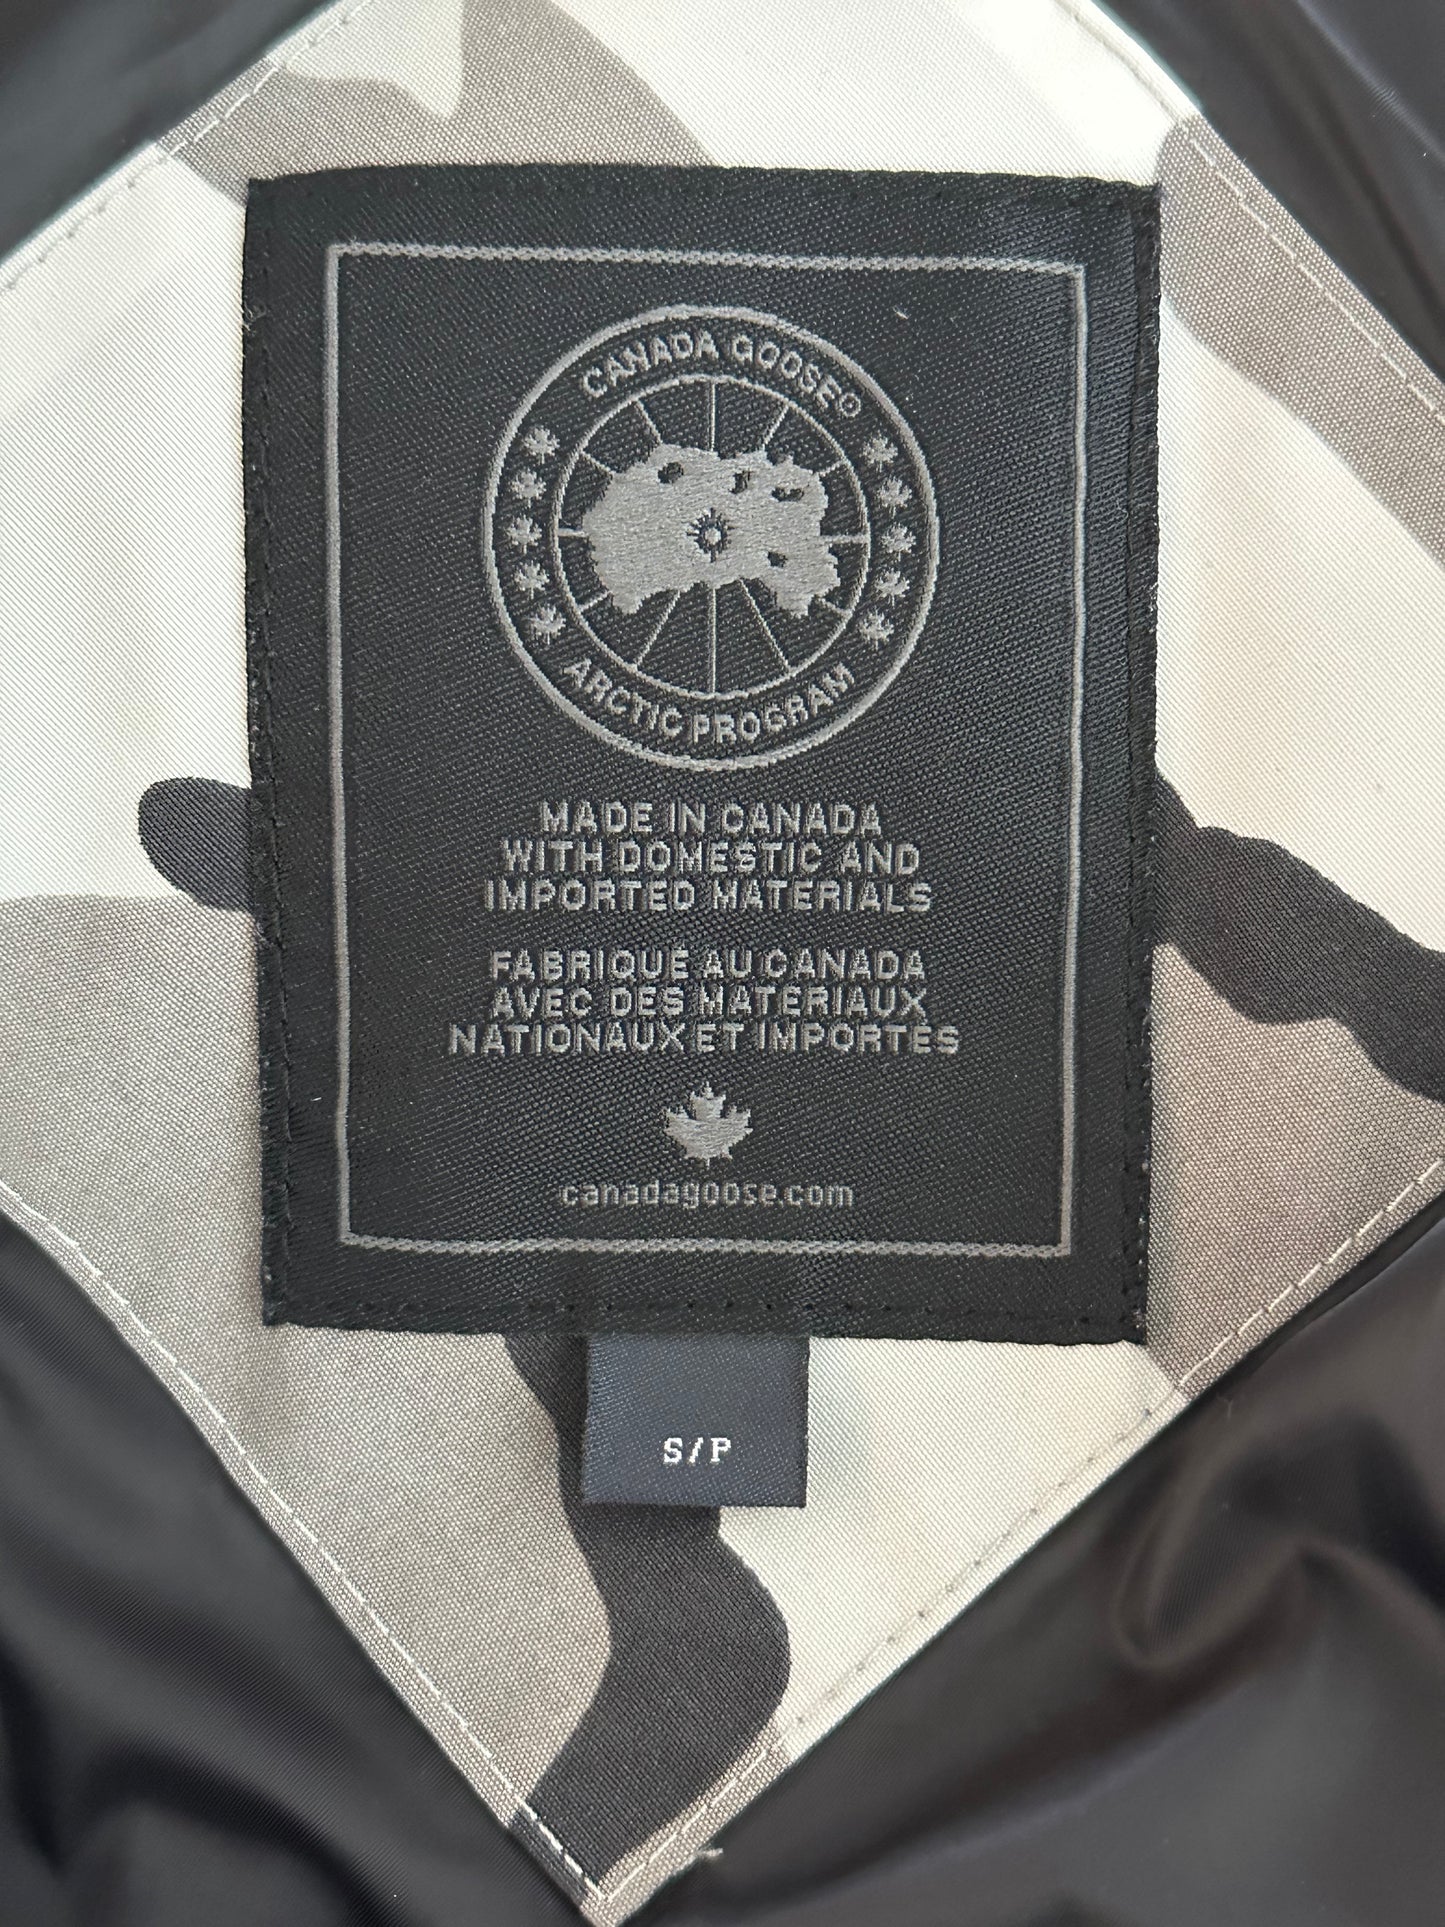 CANADA GOOSE®
ARCTIC PROGRAM
MADE IN CANADA
WITH DOMESTIC AND
IMPORTED MATERIALS
FABRIQUÉ AU CANADA
AVEC DES MATÉRIAUX
NATIONAUX ET IMPORTÉS
canadagoose.com
S/P